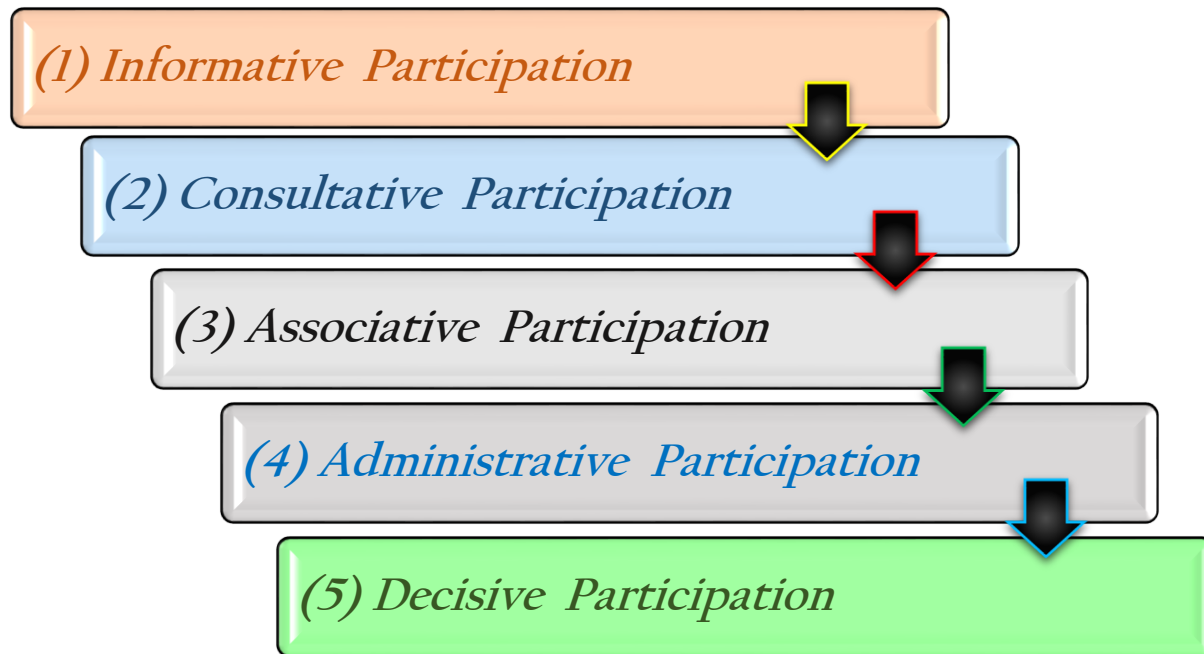 (1) Informative Participation
(2) Consultative Participation
(3) Associative Participation
(4) Administrative Participation
(5) Decisive Participation